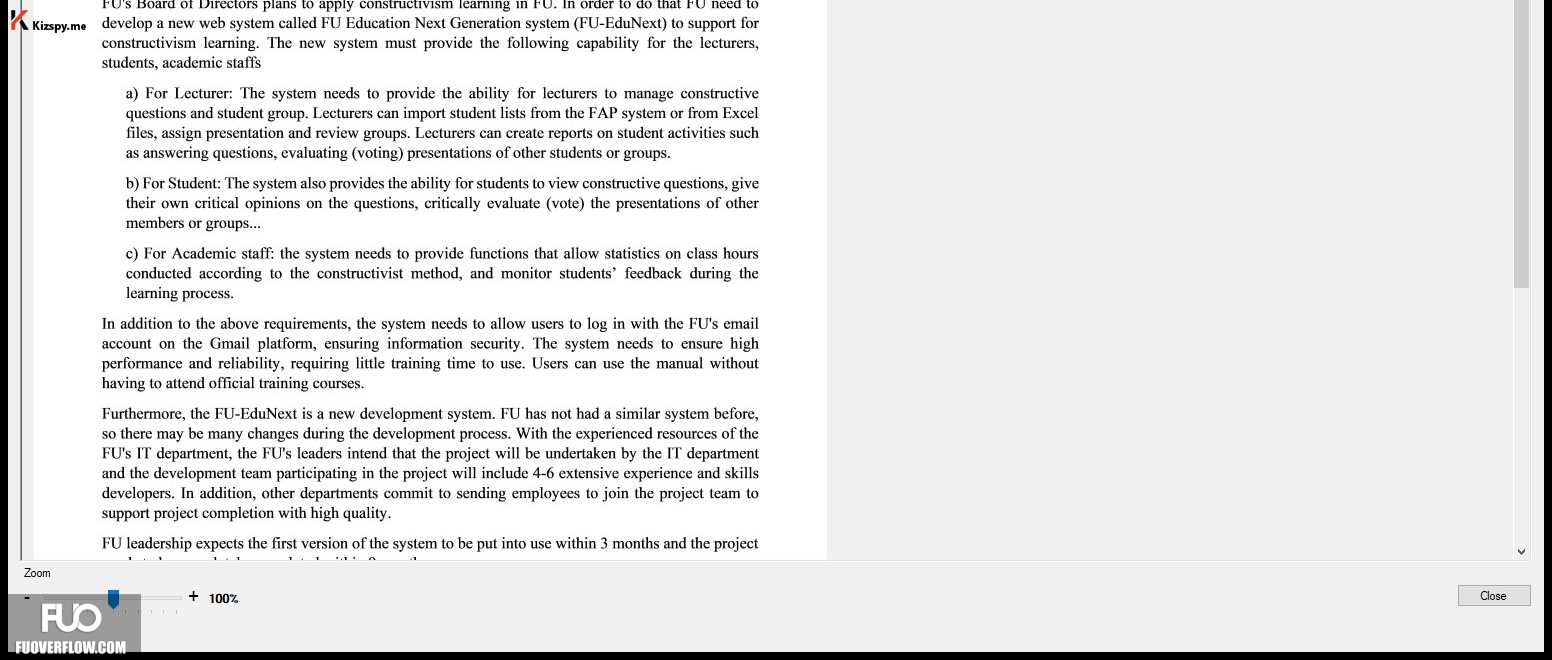 FU's Board of Directors plans to apply constructivism learning in FU. In order to do that FU need to
Kizspy.me
develop a new web system called FU Education Next Generation system (FU-EduNext) to support for
constructivism learning. The new system must provide the following capability for the lecturers,
students, academic staffs
a) For Lecturer: The system needs to provide the ability for lecturers to manage constructive
questions and student group. Lecturers can import student lists from the FAP system or from Excel
files, assign presentation and review groups. Lecturers can create reports on student activities such
as answering questions, evaluating (voting) presentations of other students or groups.
b) For Student: The system also provides the ability for students to view constructive questions, give
their own critical opinions on the questions, critically evaluate (vote) the presentations of other
members or groups...
c) For Academic staff: the system needs to provide functions that allow statistics on class hours
conducted according to the constructivist method, and monitor students’ feedback during the
learning process.
In addition to the above requirements, the system needs to allow users to log in with the FU's email
account on the Gmail platform, ensuring information security. The system needs to ensure high
performance and reliability, requiring little training time to use. Users can use the manual without
having to attend official training courses.
Furthermore, the FU-EduNext is a new development system. FU has not had a similar system before,
so there may be many changes during the development process. With the experienced resources of the
FU's IT department, the FU's leaders intend that the project will be undertaken by the IT department
and the development team participating in the project will include 4-6 extensive experience and skills
developers. In addition, other departments commit to sending employees to join the project team to
support project completion with high quality.
FU leadership expects the first version of the system to be put into use within 3 months and the project
Zoom
- + 100%
Close
FUO
FUOVERFLOW.COM